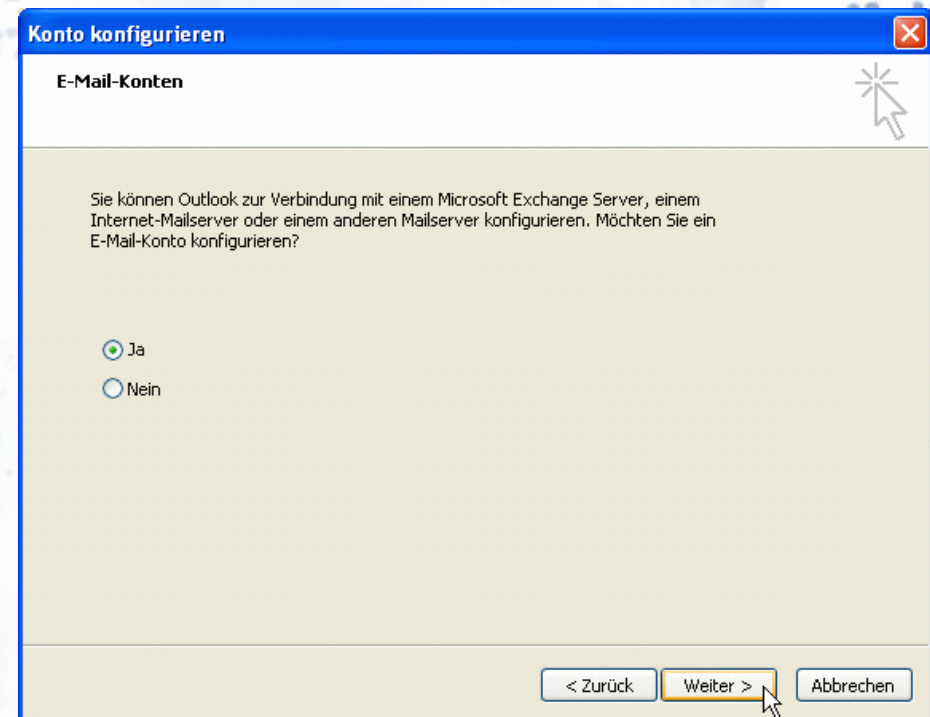 Konto konfigurieren
E-Mail-Konten
Sie können Outlook zur Verbindung mit einem Microsoft Exchange Server, einem
Internet-Mailserver oder einem anderen Mailserver konfigurieren. Möchten Sie ein
E-Mail-Konto konfigurieren?
Ja
Nein
< Zurück Weiter > Abbrechen